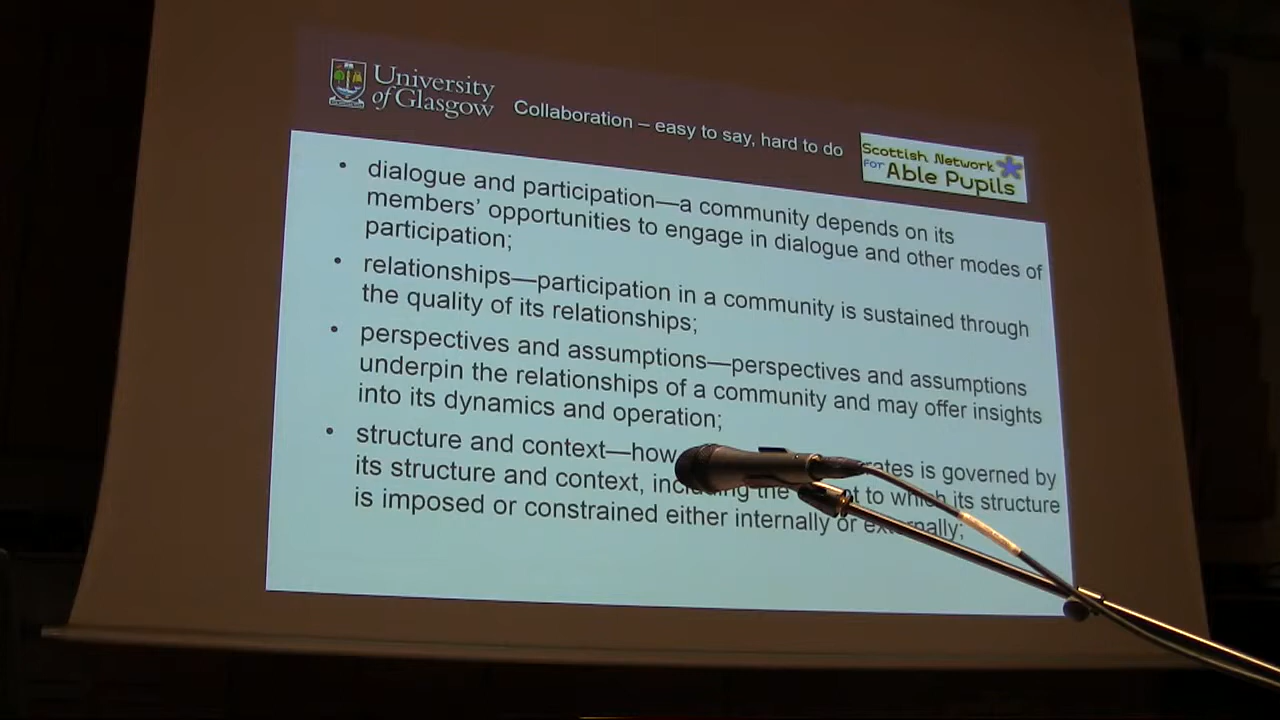 University
of Glasgow
Collaboration – easy to say, hard to do
Scottish Network
For Able Pupils
• dialogue and participation—a community depends on its
members' opportunities to engage in dialogue and other modes of
participation;
• relationships—participation in a community is sustained through
the quality of its relationships;
• perspectives and assumptions—perspectives and assumptions
underpin the relationships of a community and may offer insights
into its dynamics and operation;
• structure and context—how is governed by
its structure and context, including the to which its structure
is imposed or constrained either internally or externally;